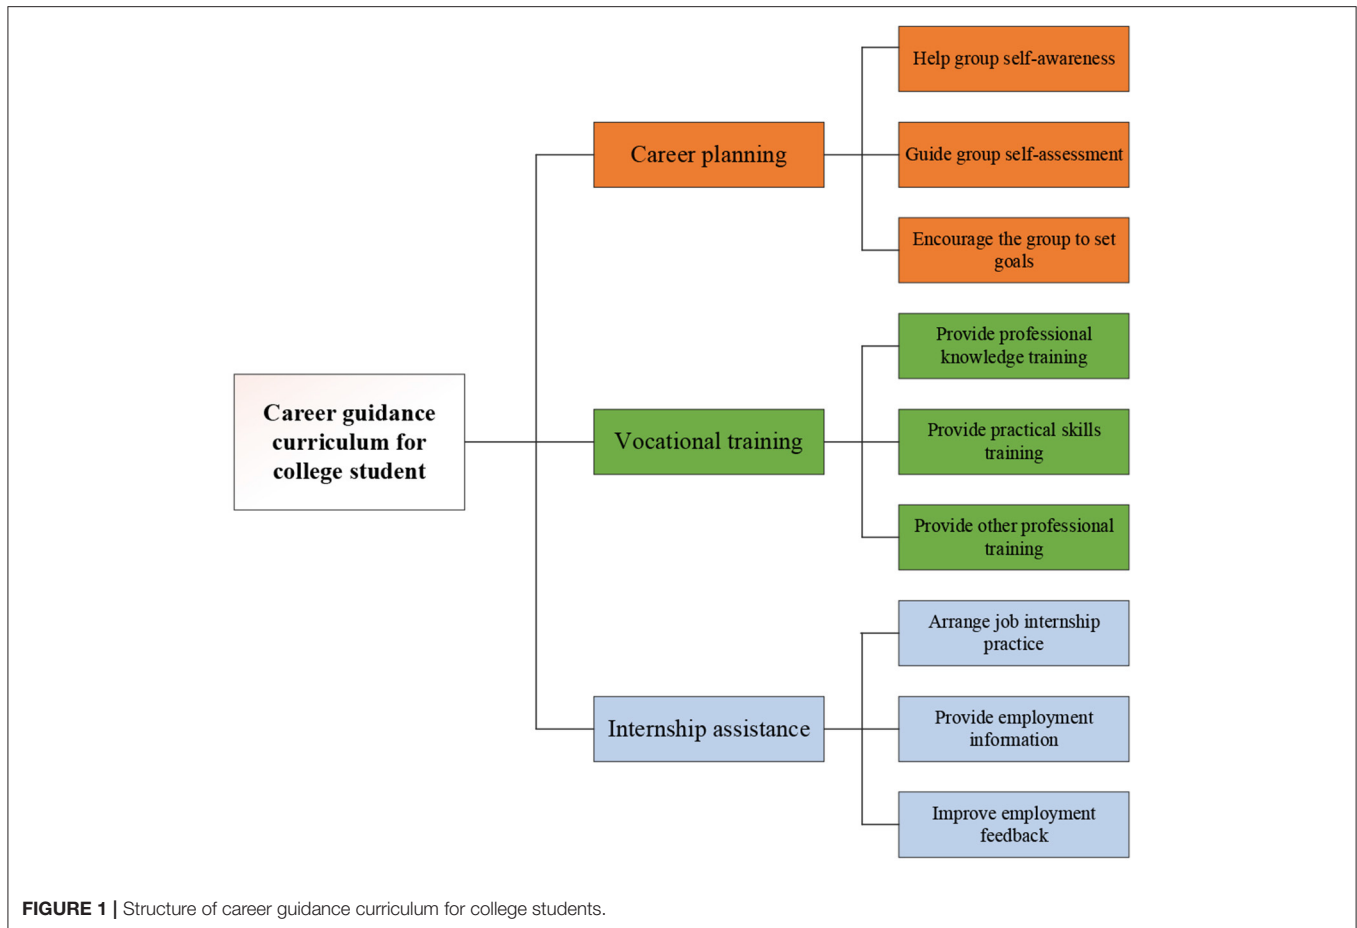 Career guidance
curriculum for
college student
Career planning
Help group self-awareness
Guide group self-assessment
Encourage the group to set
goals
Vocational training
Provide professional
knowledge training
Provide practical skills
training
Provide other professional
training
Internship assistance
Arrange job internship
practice
Provide employment
information
Improve employment
feedback
FIGURE 1 | Structure of career guidance curriculum for college students.